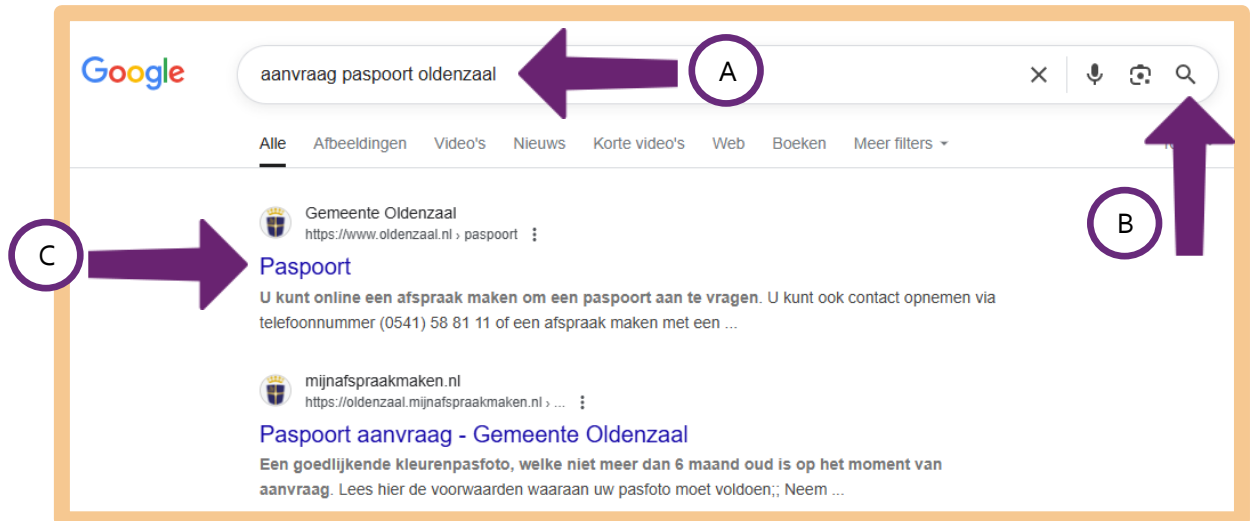 Google
aanvraag paspoort oldenzaal
A
Alle Afbeeldingen Video's Nieuws Korte video's Web Boeken Meer filters
B
Gemeente Oldenzaal
https://www.oldenzaal.nl › paspoort
C
Paspoort
U kunt online een afspraak maken om een paspoort aan te vragen. U kunt ook contact opnemen via
telefoonnummer (0541) 58 81 11 of een afspraak maken met een ...
mijnafspraakmaken.nl
https://oldenzaal.mijnafspraakmaken.nl › ...
Paspoort aanvraag - Gemeente Oldenzaal
Een goedlijkende kleurenpasfoto, welke niet meer dan 6 maand oud is op het moment van
aanvraag. Lees hier de voorwaarden waaraan uw pasfoto moet voldoen;; Neem ...